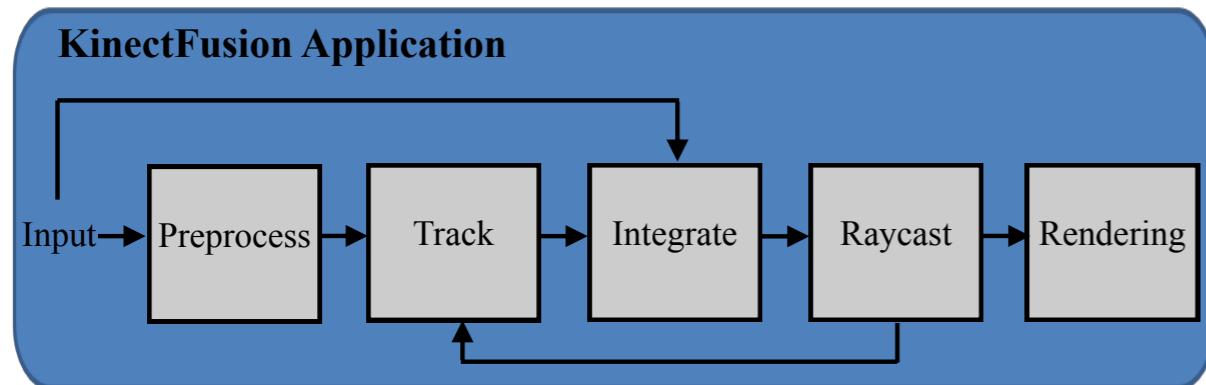 KinectFusion Application
Input
Preprocess
Track
Integrate
Raycast
Rendering